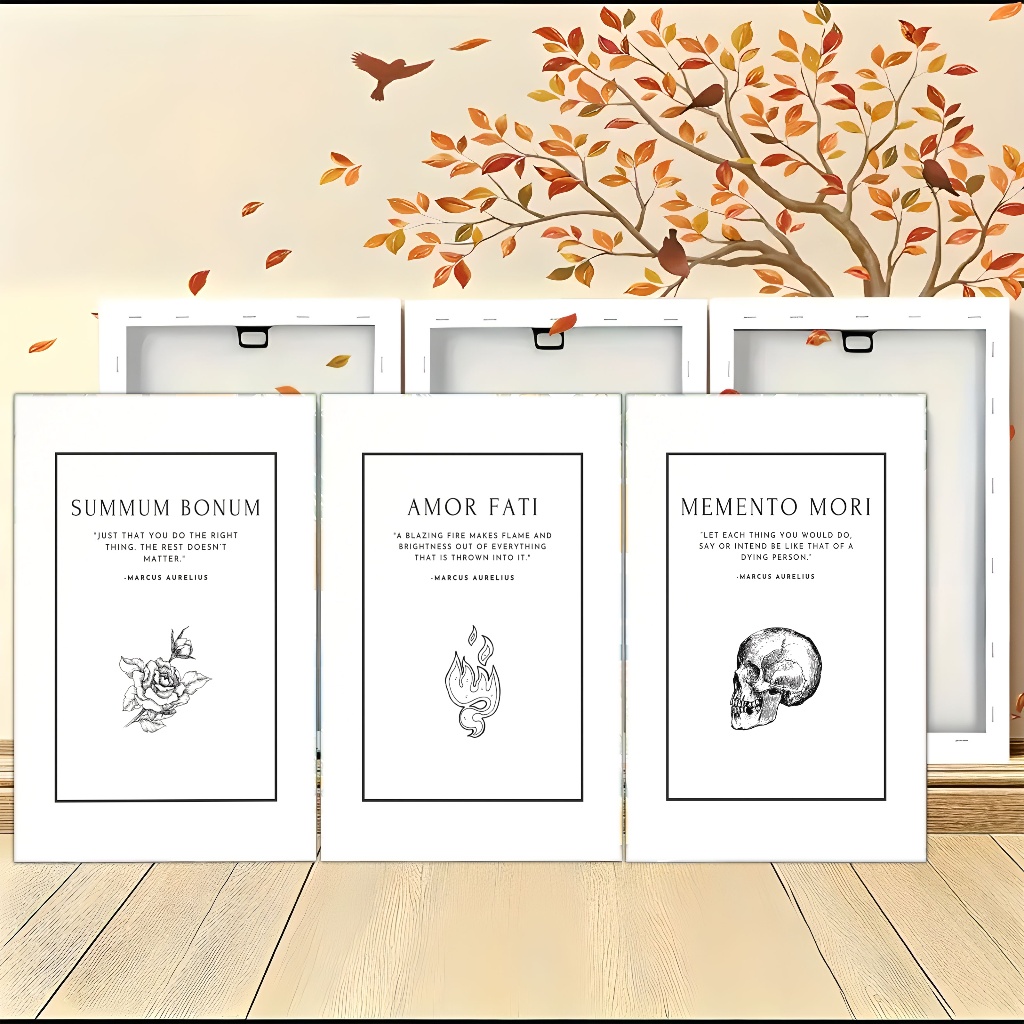 SUMMUM BONUM
"JUST THAT YOU DO THE RIGHT
THING. THE REST DOESN'T
MATTER."
-MARCUS AURELIUS
AMOR FATI
"A BLAZING FIRE MAKES FLAME AND
BRIGHTNESS OUT OF EVERYTHING
THAT IS THROWN INTO IT."
-MARCUS AURELIUS
MEMENTO MORI
"LET EACH THING YOU WOULD DO,
SAY OR INTEND BE LIKE THAT OF A
DYING PERSON."
-MARCUS AURELIUS